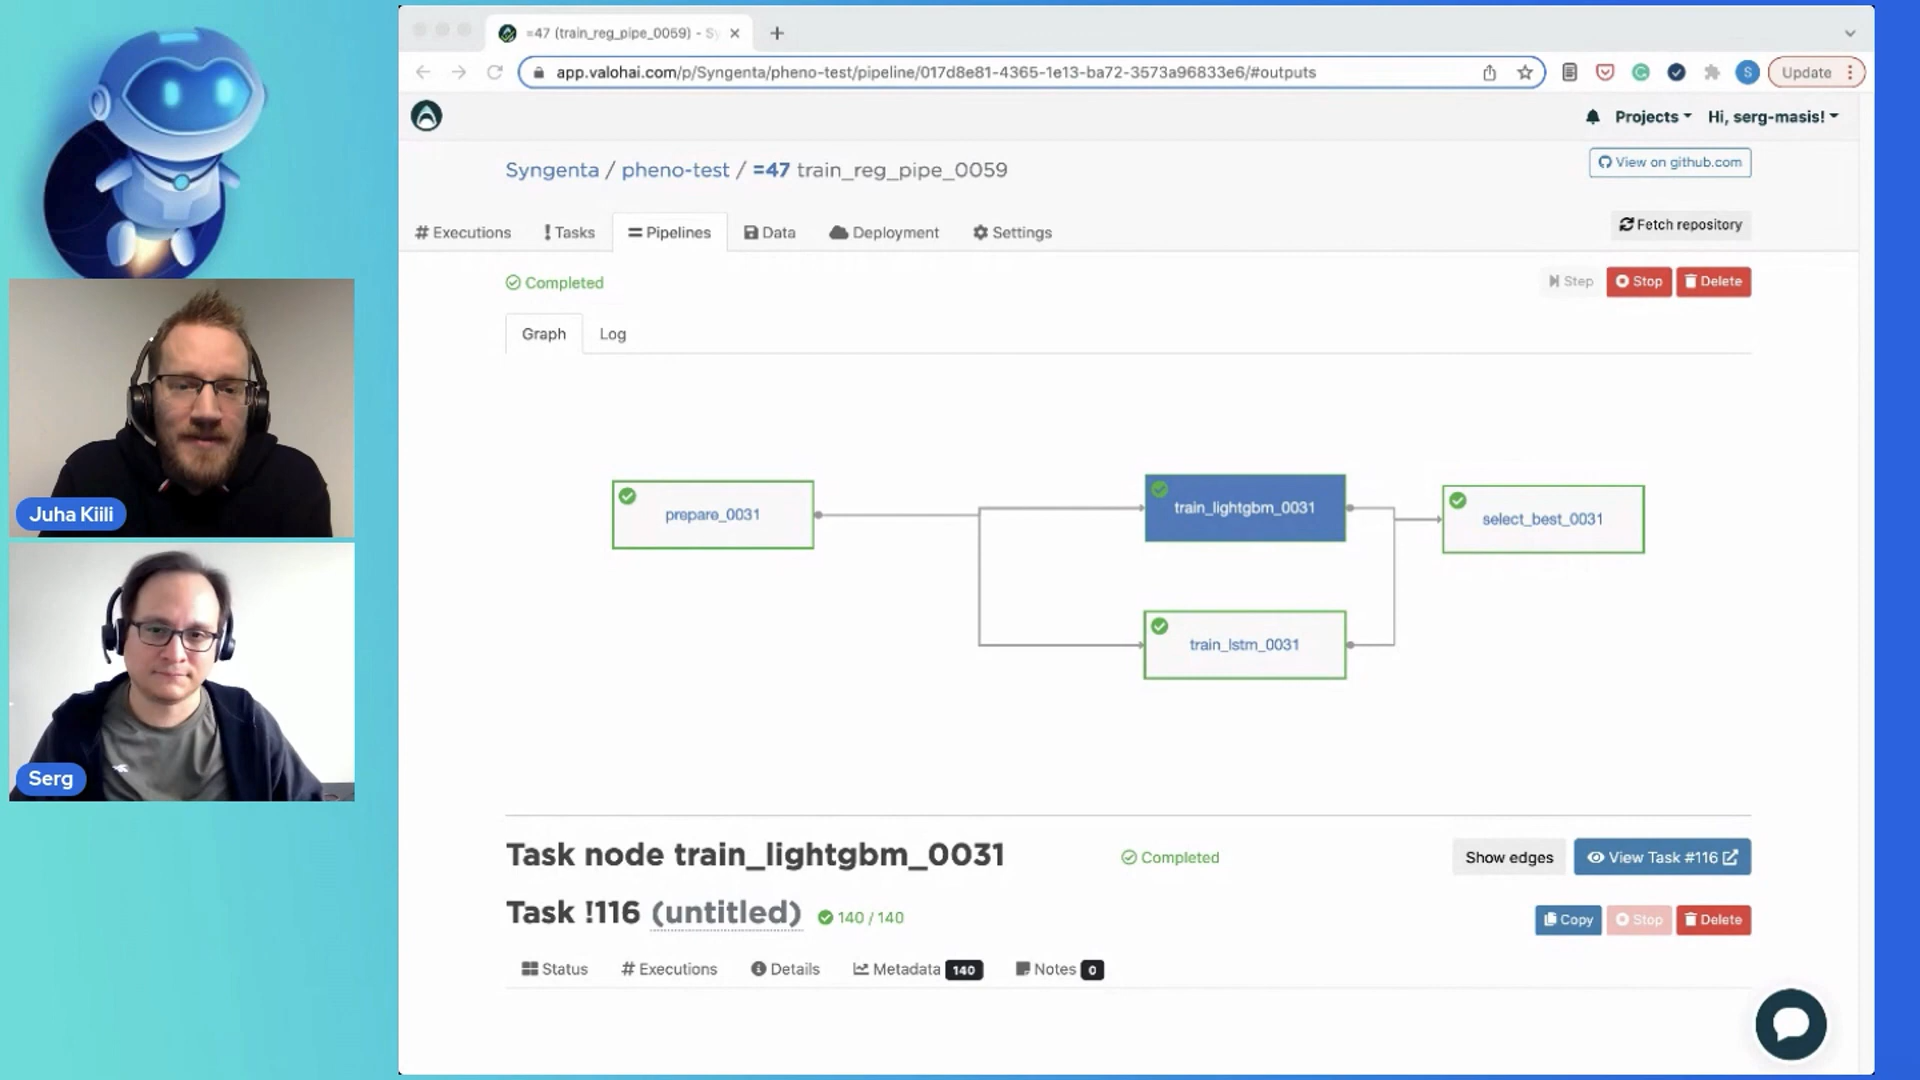 Juha Kiili
Serg
=47 (train_reg_pipe_0059) - Sy
app.valohai.com/p/Syngenta/pheno-test/pipeline/017d8e81-4365-1e13-ba72-3573a96833e6/#outputs
S
Update
Projects
Hi, serg-masis!
Syngenta / pheno-test / =47 train_reg_pipe_0059
View on github.com
# Executions
! Tasks
= Pipelines
Data
Deployment
Settings
Fetch repository
Completed
Step
Stop
Delete
Graph
Log
prepare_0031
train_lightgbm_0031
select_best_0031
train_lstm_0031
Task node train_lightgbm_0031
Completed
Show edges
View Task #116
Task !116 (untitled)
140 / 140
Copy
Stop
Delete
Status
# Executions
Details
Metadata 140
Notes 0